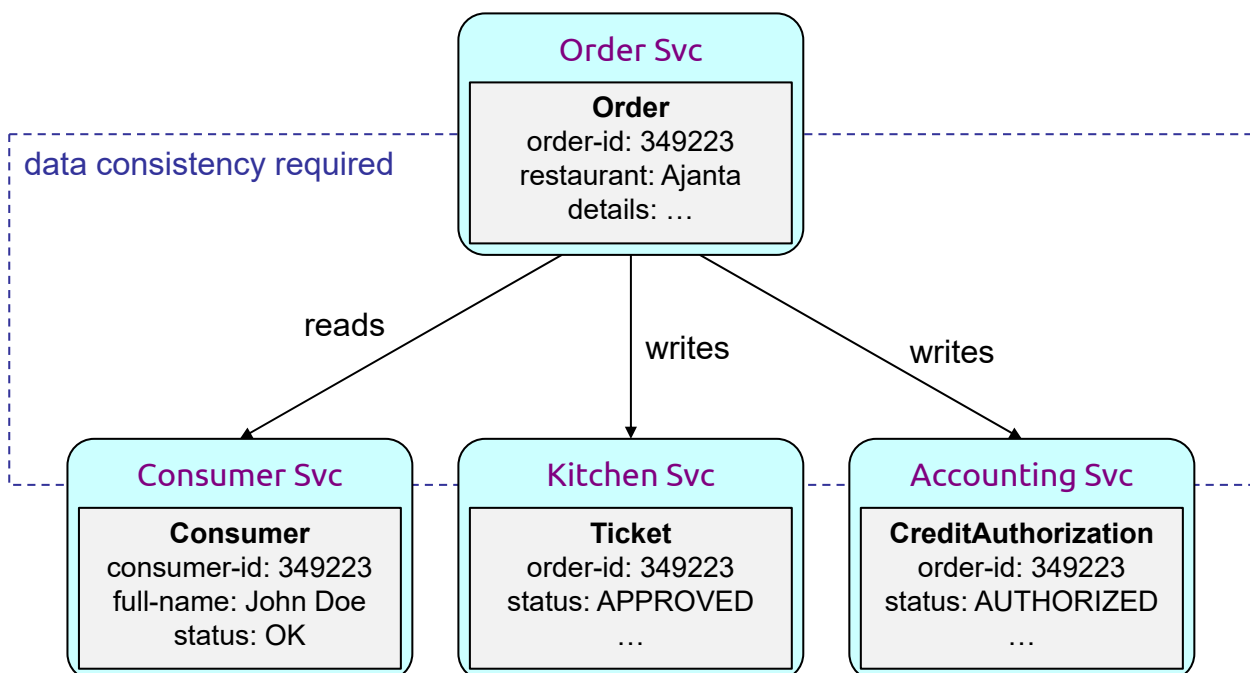 Order Svc
Order
order-id: 349223
restaurant: Ajanta
details: …
data consistency required
reads
writes
writes
Consumer Svc
Consumer
consumer-id: 349223
full-name: John Doe
status: OK
Kitchen Svc
Ticket
order-id: 349223
status: APPROVED
…
Accounting Svc
CreditAuthorization
order-id: 349223
status: AUTHORIZED
…